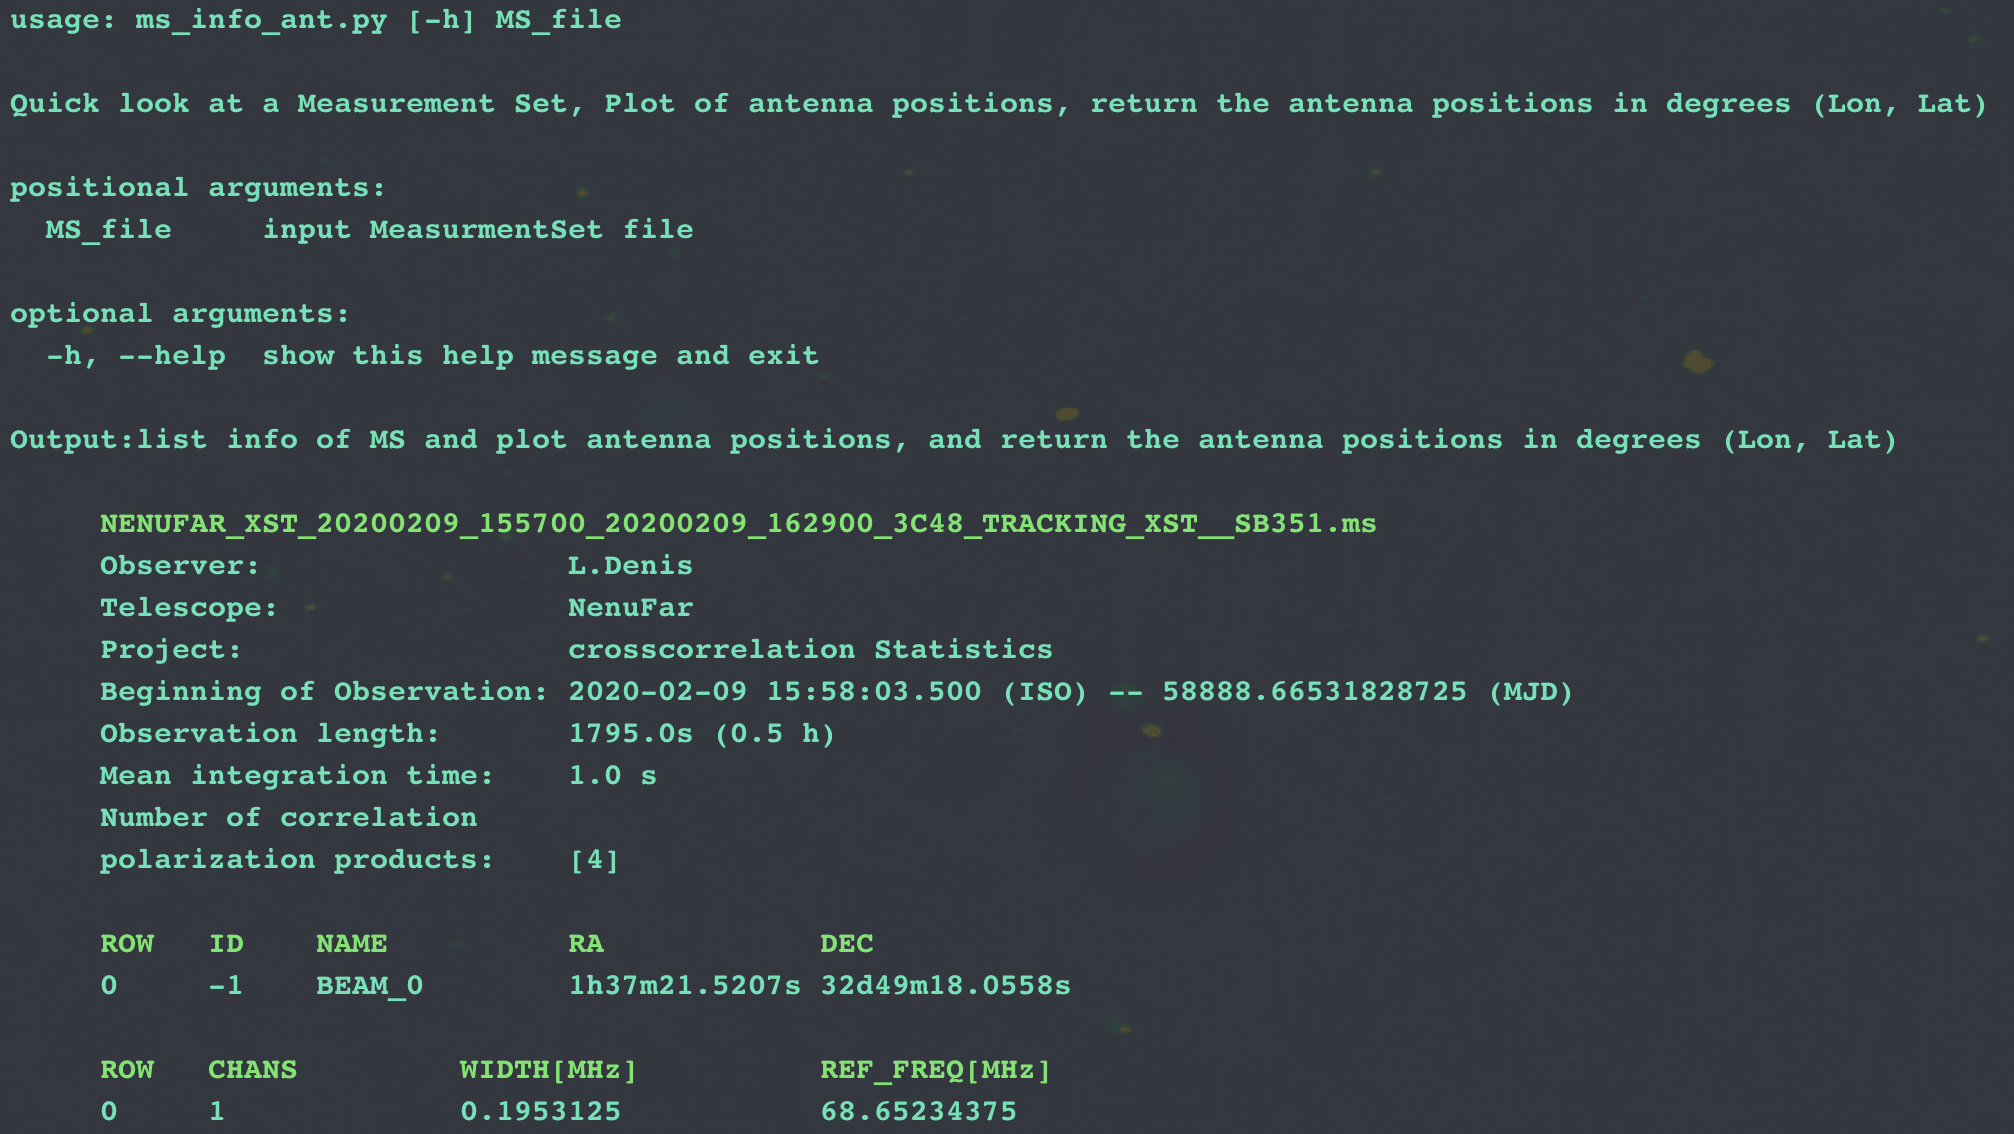 usage: ms_info_ant.py [-h] MS_file
Quick look at a Measurement Set, Plot of antenna positions, return the antenna positions in degrees (Lon, Lat)
positional arguments:
MS_file input MeasurmentSet file
optional arguments:
-h, --help show this help message and exit
Output:list info of MS and plot antenna positions, and return the antenna positions in degrees (Lon, Lat)
NENUFAR_XST_20200209_155700_20200209_162900_3C48_TRACKING_XST__SB351.ms
Observer: L.Denis
Telescope: NenuFar
Project: crosscorrelation Statistics
Beginning of Observation: 2020-02-09 15:58:03.500 (ISO) -- 58888.66531828725 (MJD)
Observation length: 1795.0s (0.5 h)
Mean integration time: 1.0 s
Number of correlation
polarization products: [4]
ROW ID NAME RA DEC
0 -1 BEAM_0 1h37m21.5207s 32d49m18.0558s
ROW CHANS WIDTH[MHz] REF_FREQ[MHz]
0 1 0.1953125 68.65234375